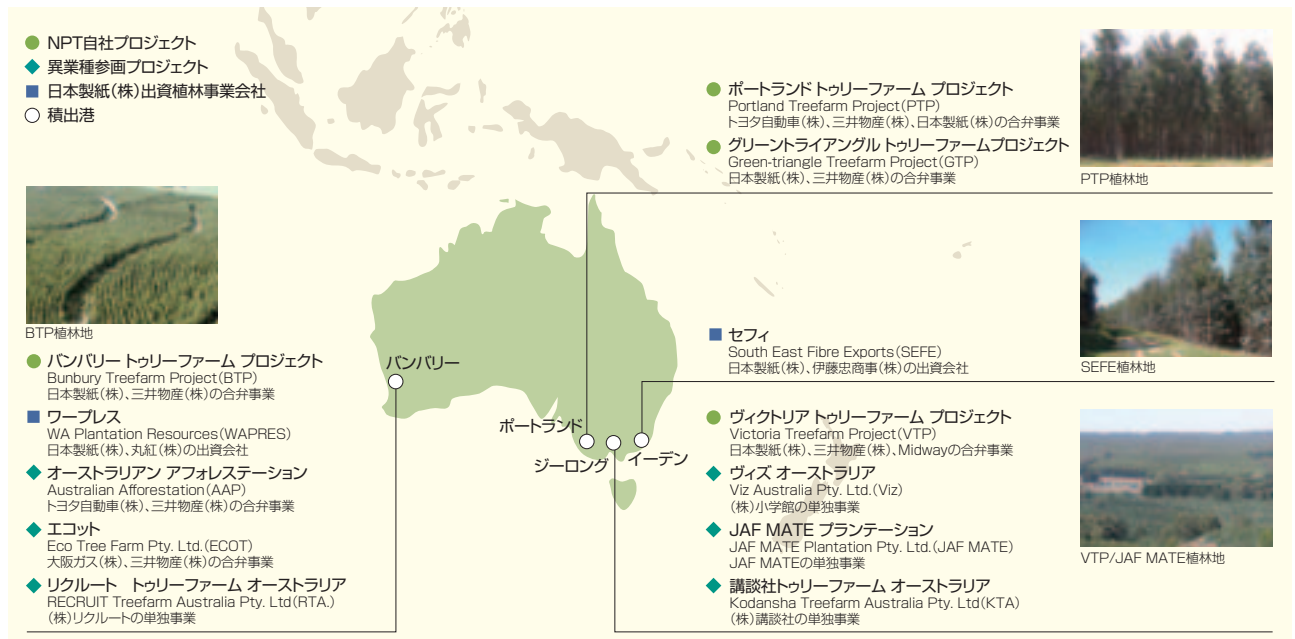 NPT自社プロジェクト
異業種参画プロジェクト
日本製紙(株)出資植林事業会社
積出港
BTP植林地
バンバリー トゥリーファーム プロジェクト
Bunbury Treefarm Project(BTP)
日本製紙(株)、三井物産(株)の合弁事業
ワープレス
WA Plantation Resources(WAPRES)
日本製紙(株)、丸紅(株)の出資会社
オーストラリアン アフォレステーション
Australian Afforestation(AAP)
トヨタ自動車(株)、三井物産(株)の合弁事業
エコット
Eco Tree Farm Pty. Ltd.(ECOT)
大阪ガス(株)、三井物産(株)の合弁事業
リクルート トゥリーファーム オーストラリア
RECRUIT Treefarm Australia Pty. Ltd(RTA.)
(株)リクルートの単独事業
バンバリー
ポートランド
ジーロング
イーデン
ポートランド トゥリーファーム プロジェクト
Portland Treefarm Project(PTP)
トヨタ自動車(株)、三井物産(株)、日本製紙(株)の合弁事業
グリーントライアングル トゥリーファームプロジェクト
Green-triangle Treefarm Project(GTP)
日本製紙(株)、三井物産(株)の合弁事業
PTP植林地
セフィ
South East Fibre Exports(SEFE)
日本製紙(株)、伊藤忠商事(株)の出資会社
SEFE植林地
ヴィクトリア トゥリーファーム プロジェクト
Victoria Treefarm Project(VTP)
日本製紙(株)、三井物産(株)、Midwayの合弁事業
ヴィズ オーストラリア
Viz Australia Pty. Ltd.(Viz)
(株)小学館の単独事業
JAF MATE プランテーション
JAF MATE Plantation Pty. Ltd.(JAF MATE)
JAF MATEの単独事業
講談社トゥリーファーム オーストラリア
Kodansha Treefarm Australia Pty. Ltd(KTA)
(株)講談社の単独事業
VTP/JAF MATE植林地